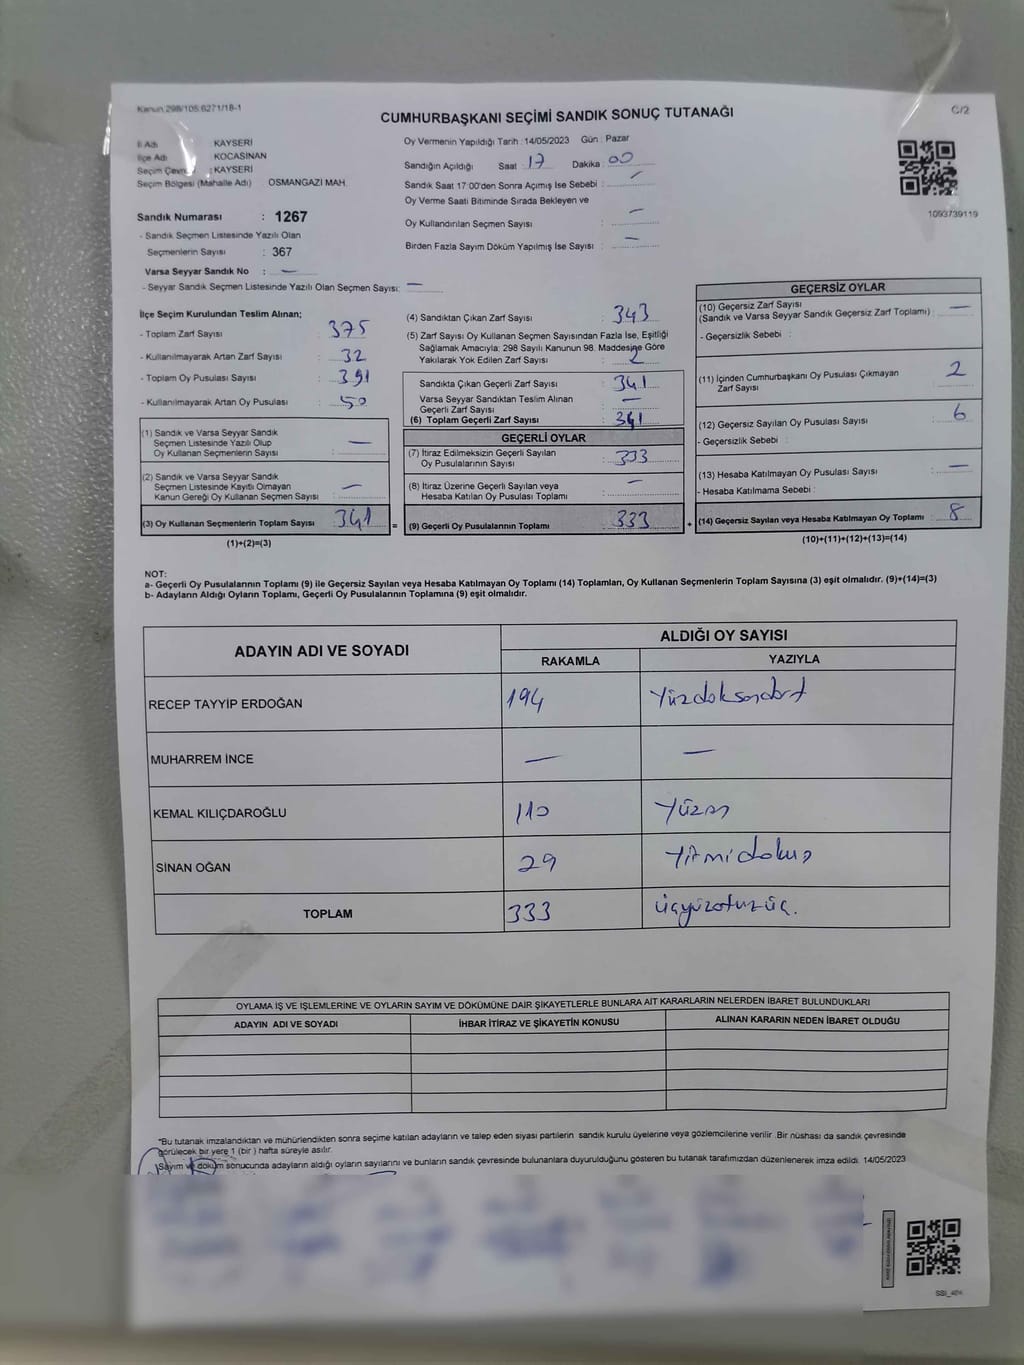 Kanun 298/105 6271/18-1
CUMHURBAŞKANI SEÇİMİ SANDIK SONUÇ TUTANAĞI
C/2
İl Adı KAYSERİ
İlçe Adı KOCASİNAN
Seçim Çevre : KAYSERİ
Seçim Bölgesi (Mahalle Adı) OSMANGAZİ MAH.
Oy Vermenin Yapıldığı Tarih : 14/05/2023 Gün : Pazar
Sandığın Açıldığı Saat 17 Dakika 00
Sandık Saat 17 00'den Sonra Açımış İse Sebebi :
Oy Verme Saati Bitiminde Sırada Bekleyen ve
Oy Kullandırılan Seçmen Sayısı : —
Birden Fazla Sayım Döküm Yapılmış İse Sayısı : —
1093739119
Sandık Numarası : 1267
- Sandık Seçmen Listesinde Yazılı Olan
Seçmenlerin Sayısı : 367
Varsa Seyyar Sandık No : —
- Seyyar Sandık Seçmen Listesinde Yazılı Olan Seçmen Sayısı: —
İlçe Seçim Kurulundan Teslim Alınan;
- Toplam Zarf Sayısı : 375
- Kullanılmayarak Artan Zarf Sayısı : 32
- Toplam Oy Pusulası Sayısı : 391
- Kullanılmayarak Artan Oy Pusulası : 50
(1) Sandık ve Varsa Seyyar Sandık
Seçmen Listesinde Yazılı Olup
Oy Kullanan Seçmenlerin Sayısı : —
(2) Sandık ve Varsa Seyyar Sandık
Seçmen Listesinde Kayıtlı Olmayan
Kanun Gereği Oy Kullanan Seçmen Sayısı : —
(3) Oy Kullanan Seçmenlerin Toplam Sayısı : 341 =
(1)+(2)=(3)
(4) Sandıktan Çıkan Zarf Sayısı : 343
(5) Zarf Sayısı Oy Kullanan Seçmen Sayısından Fazla İse, Eşitliği
Sağlamak Amacıyla: 298 Sayılı Kanunun 98. Maddesine Göre
Yakılarak Yok Edilen Zarf Sayısı : 2
Sandıkta Çıkan Geçerli Zarf Sayısı : 341
Varsa Seyyar Sandıktan Teslim Alınan
Geçerli Zarf Sayısı : —
(6) Toplam Geçerli Zarf Sayısı : 341
GEÇERLİ OYLAR
(7) İtiraz Edilmeksizin Geçerli Sayılan
Oy Pusulalarının Sayısı : 333
(8) İtiraz Üzerine Geçerli Sayılan veya
Hesaba Katılan Oy Pusulası Toplamı : —
(9) Geçerli Oy Pusulalarının Toplamı : 333 +
GEÇERSİZ OYLAR
(10) Geçersiz Zarf Sayısı
(Sandık ve Varsa Seyyar Sandık Geçersiz Zarf Toplamı) : —
- Geçersizlik Sebebi :
(11) İçinden Cumhurbaşkanı Oy Pusulası Çıkmayan
Zarf Sayısı : 2
(12) Geçersiz Sayılan Oy Pusulası Sayısı : 6
- Geçersizlik Sebebi :
(13) Hesaba Katılmayan Oy Pusulası Sayısı : —
- Hesaba Katılmama Sebebi :
(14) Geçersiz Sayılan veya Hesaba Katılmayan Oy Toplamı : 8
(10)+(11)+(12)+(13)=(14)
NOT:
a- Geçerli Oy Pusulalarının Toplamı (9) ile Geçersiz Sayılan veya Hesaba Katılmayan Oy Toplamı (14) Toplamları, Oy Kullanan Seçmenlerin Toplam Sayısına (3) eşit olmalıdır. (9)+(14)=(3)
b- Adayların Aldığı Oyların Toplamı, Geçerli Oy Pusulalarının Toplamına (9) eşit olmalıdır.
ADAYIN ADI VE SOYADI ALDIĞI OY SAYISI
RAKAMLA YAZIYLA
RECEP TAYYİP ERDOĞAN 194 Yüzdoksandört
MUHARREM İNCE — —
KEMAL KILIÇDAROĞLU 110 Yüzon
SİNAN OĞAN 29 Yirmidokuz
TOPLAM 333 üçyüzotuzüç.
OYLAMA İŞ VE İŞLEMLERİNE VE OYLARIN SAYIM VE DÖKÜMÜNE DAİR ŞİKAYETLERLE BUNLARA AİT KARARLARIN NELERDEN İBARET BULUNDUKLARI
ADAYIN ADI VE SOYADI İHBAR İTİRAZ VE ŞİKAYETİN KONUSU ALINAN KARARIN NEDEN İBARET OLDUĞU
*Bu tutanak imzalandıktan ve mühürlendikten sonra seçime katılan adayların ve talep eden siyasi partilerin sandık kurulu üyelerine veya gözlemcilerine verilir .Bir nüshası da sandık çevresinde
görülecek bir yere 1 (bir ) hafta süreyle asılır.
Sayım ve döküm sonucunda adayların aldığı oyların sayılarını ve bunların sandık çevresinde bulunanlara duyurulduğunu gösteren bu tutanak tarafımızdan düzenlenerek imza edildi. 14/05/2023